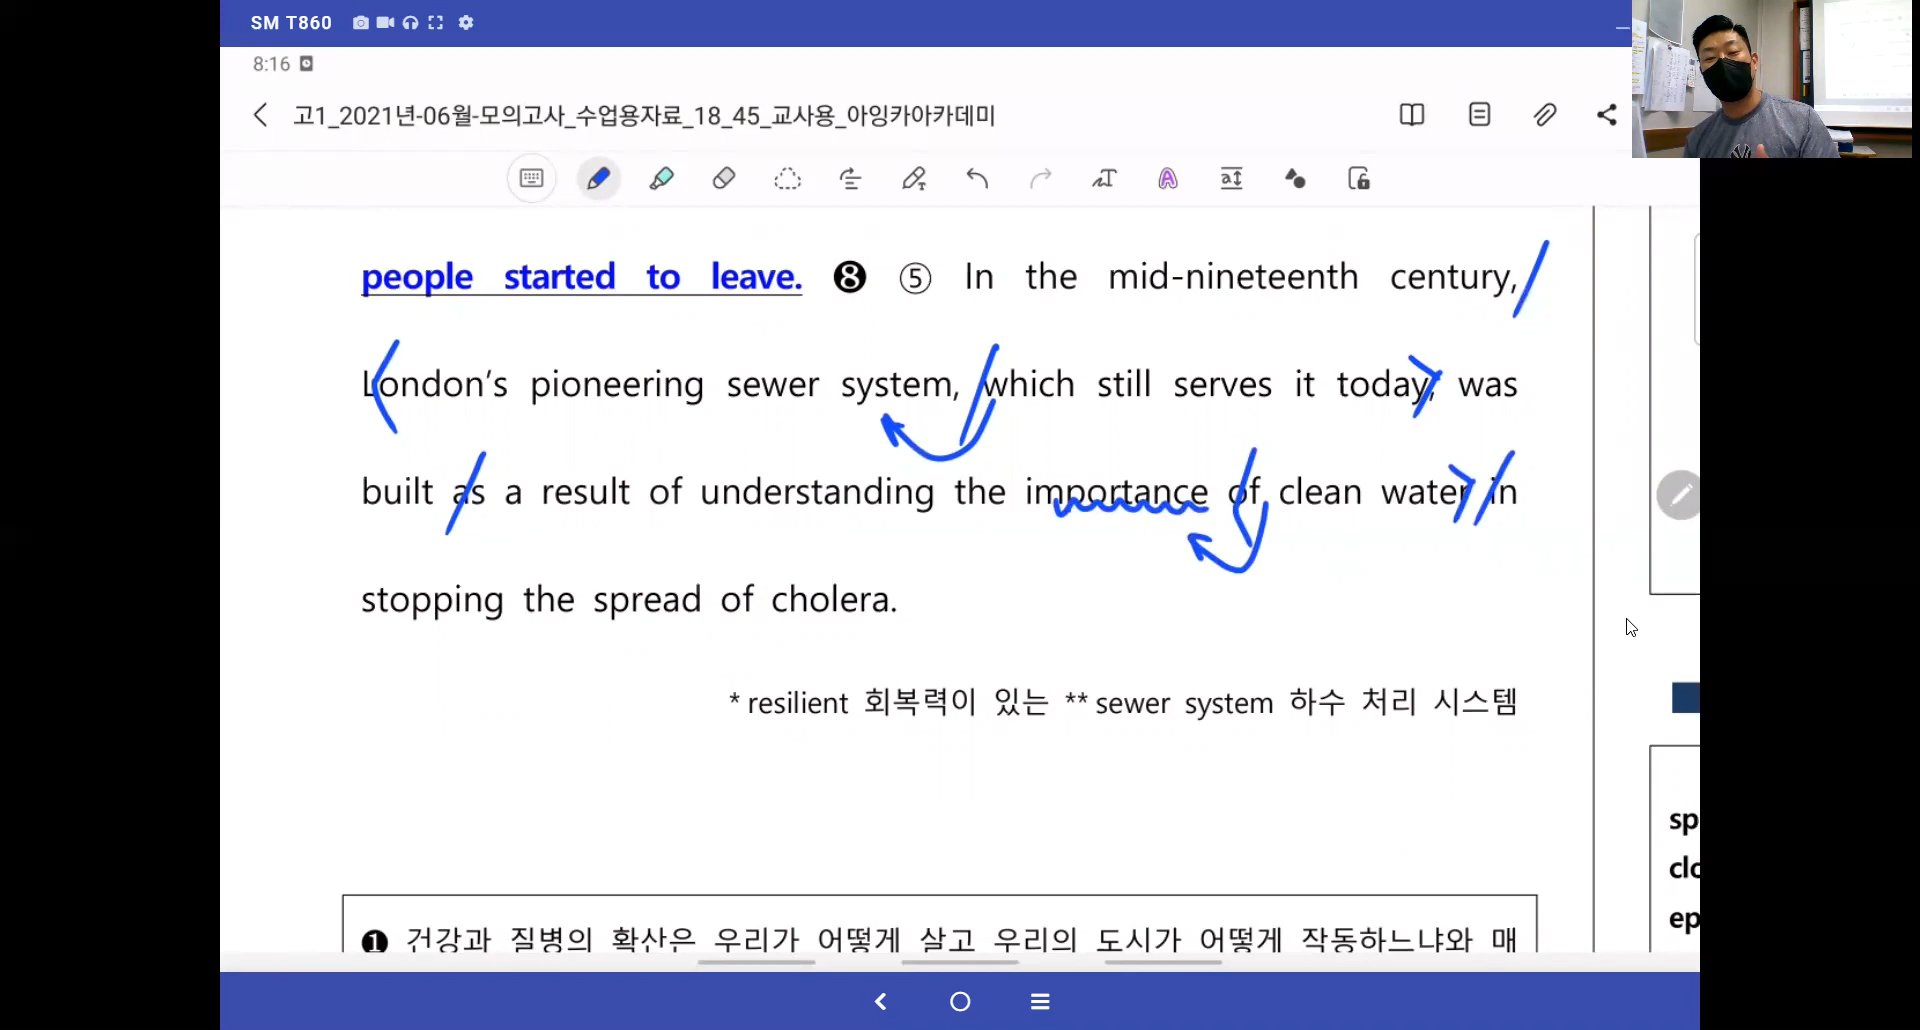 SM T860
8:16
고1_2021년-06월-모의고사_수업용자료_18_45_교사용_아잉카아카데미
people started to leave. ❽ ⑤ In the mid-nineteenth century,
London's pioneering sewer system, which still serves it today, was
built as a result of understanding the importance of clean water in
stopping the spread of cholera.
* resilient 회복력이 있는 ** sewer system 하수 처리 시스템
❶ 건강과 질병의 확산은 우리가 어떻게 살고 우리의 도시가 어떻게 작동하느냐와 매
sp
clo
ep